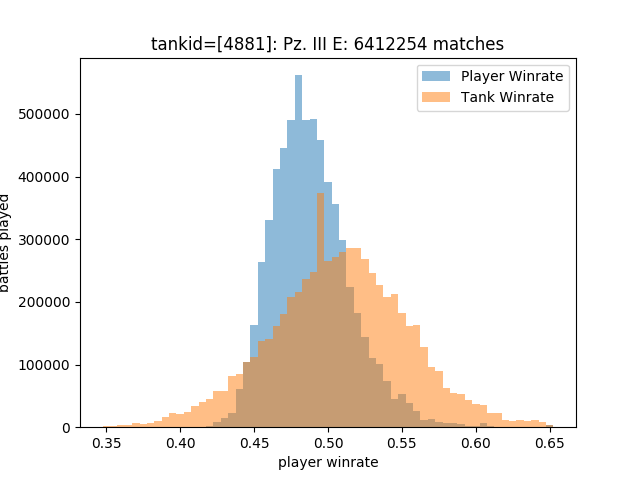 tankid=[4881]: Pz. III E: 6412254 matches
Player Winrate
Tank Winrate
500000
400000
300000
200000
100000
0
battles played
0.35 0.40 0.45 0.50 0.55 0.60 0.65
player winrate